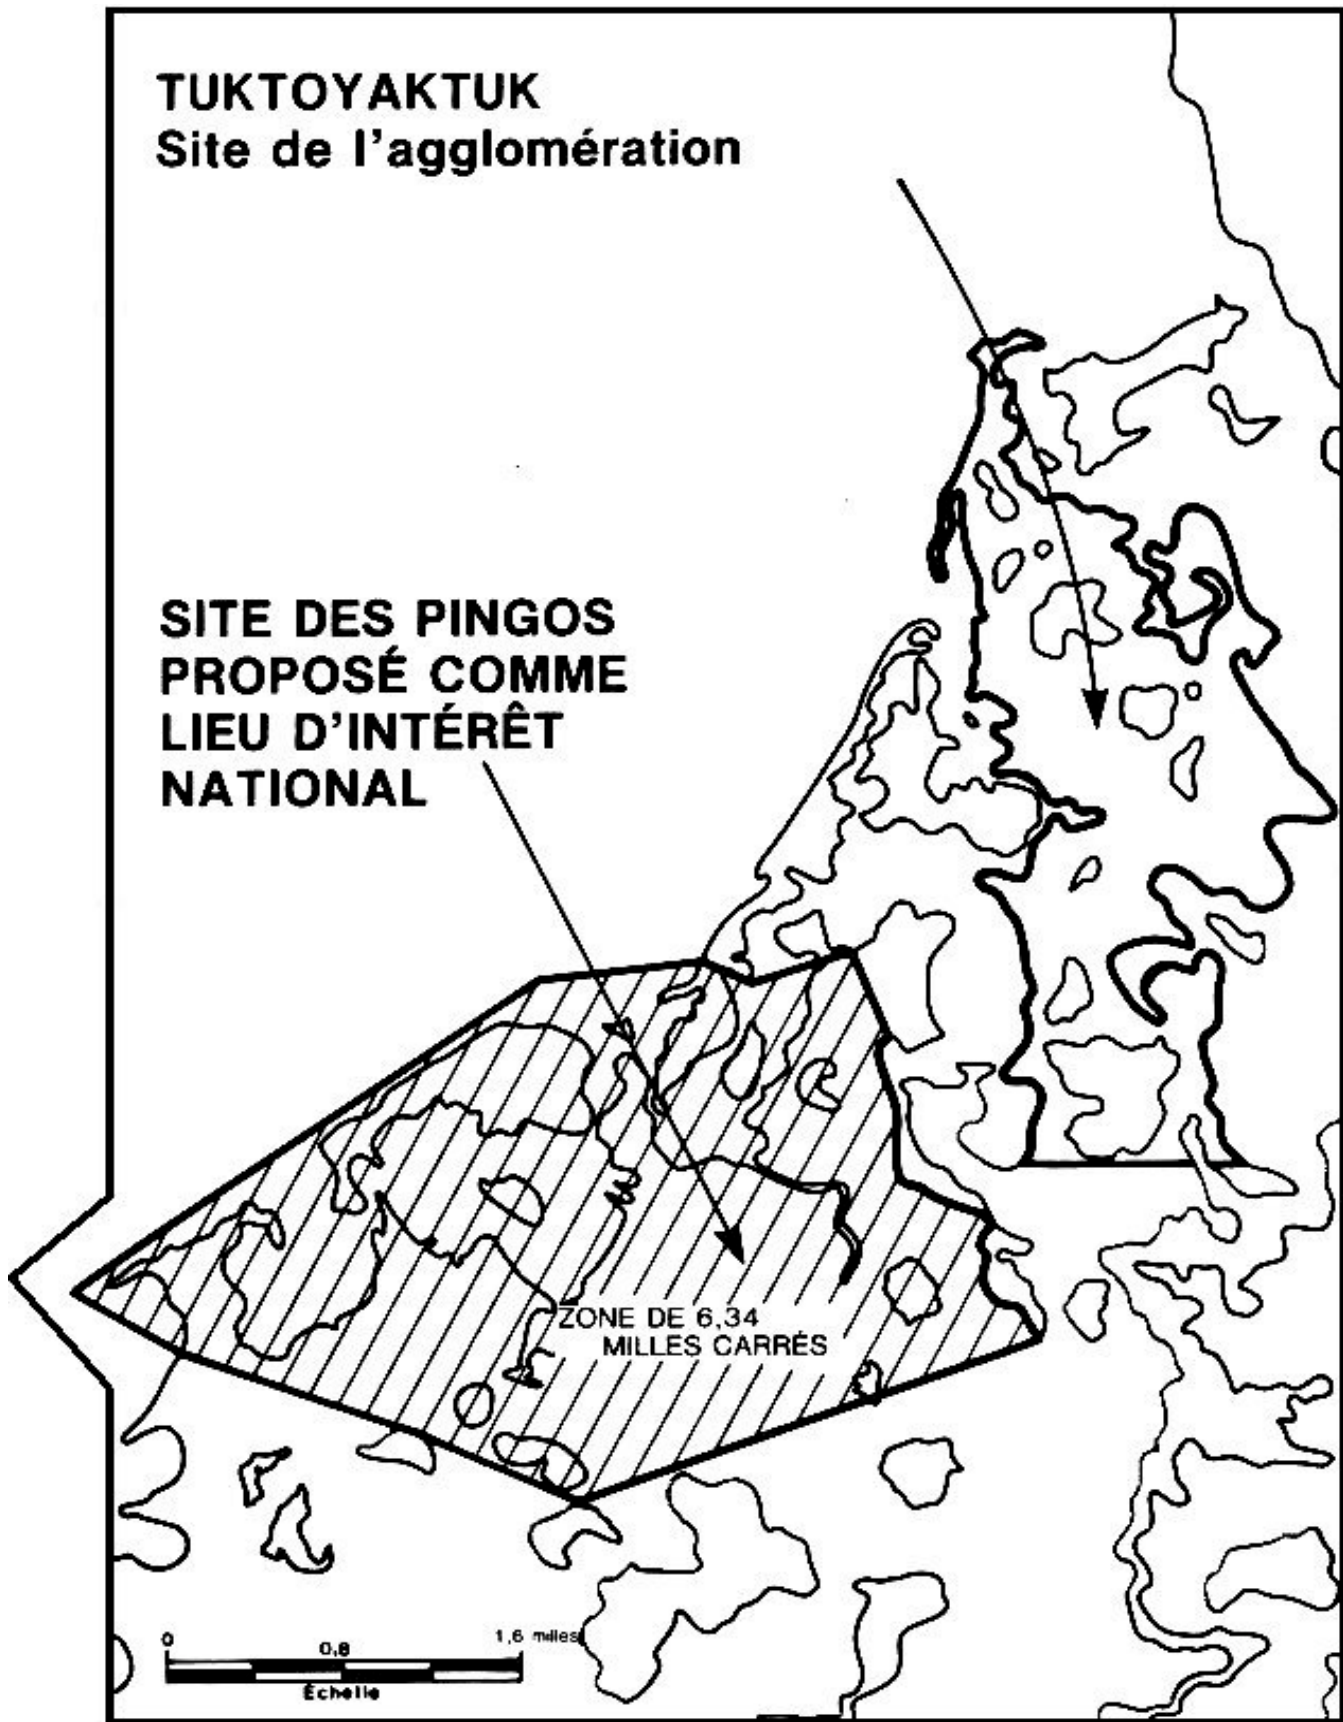 TUKTOYAKTUK
Site de l'agglomération
SITE DES PINGOS
PROPOSÉ COMME
LIEU D'INTÉRÊT
NATIONAL
ZONE DE 6,34
MILLES CARRÉS
0
0,8
1,6 milles
Échelle